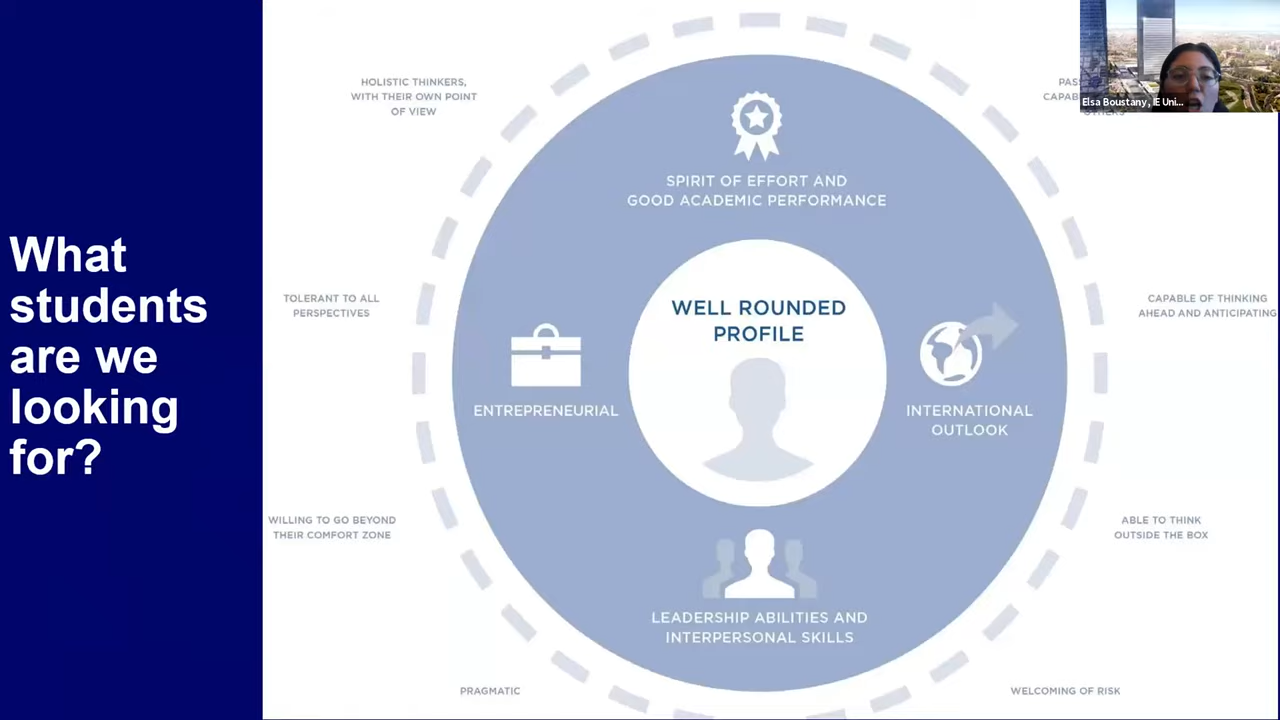 What
students
are we
looking
for?
HOLISTIC THINKERS,
WITH THEIR OWN POINT
OF VIEW
TOLERANT TO ALL
PERSPECTIVES
WILLING TO GO BEYOND
THEIR COMFORT ZONE
PRAGMATIC
SPIRIT OF EFFORT AND
GOOD ACADEMIC PERFORMANCE
WELL ROUNDED
PROFILE
ENTREPRENEURIAL
INTERNATIONAL
OUTLOOK
LEADERSHIP ABILITIES AND
INTERPERSONAL SKILLS
OTHERS
CAPABLE OF THINKING
AHEAD AND ANTICIPATING
ABLE TO THINK
OUTSIDE THE BOX
WELCOMING OF RISK
Elsa Boustany, IE Uni...